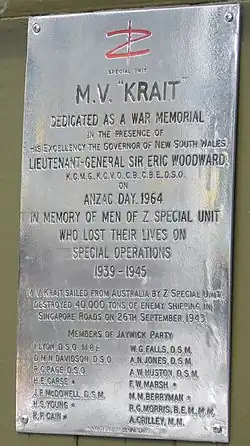 SPECIAL UNIT
M.V. "KRAIT"
DEDICATED AS A WAR MEMORIAL
IN THE PRESENCE OF
HIS EXCELLENCY THE GOVERNOR OF NEW SOUTH WALES,
LIEUTENANT-GENERAL SIR ERIC WOODWARD,
K.C.M.G., K.C.V.O., C.B., C.B.E., D.S.O.
ON
ANZAC DAY, 1964
IN MEMORY OF MEN OF Z SPECIAL UNIT
WHO LOST THEIR LIVES ON
SPECIAL OPERATIONS
1939-1945
M.V. KRAIT SAILED FROM AUSTRALIA BY Z SPECIAL UNIT
DESTROYED 40,000 TONS OF ENEMY SHIPPING IN
SINGAPORE ROADS ON 26TH SEPTEMBER, 1943
MEMBERS OF JAYWICK PARTY
I. LYON, D.S.O. M.B.E.
D.M.N. DAVIDSON, D.S.O.
R.C. PAGE, D.S.O.
H.E. CARSE *
J.P. McDOWELL, D.S.M.
H.S. YOUNG *
K.P. CAIN *
W.G. FALLS, D.S.M.
A.W.G. JONES, D.S.M.
A.W. HUSTON, D.S.M.
F.W. MARSH *
M.M. BERRYMAN *
R.G. MORRIS, B.E.M., M.M.
A. CRILLEY, M.M.